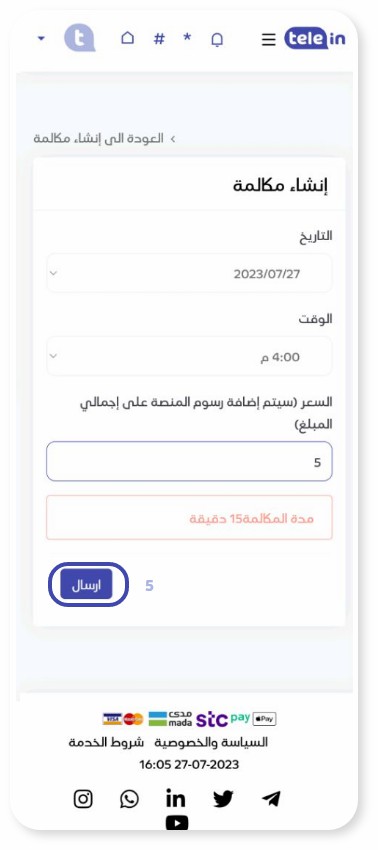 telein
# *
t
العودة الى إنشاء مكالمة
إنشاء مكالمة
التاريخ
2023/07/27
الوقت
4:00 م
السعر (سيتم إضافة رسوم المنصة على إجمالي
المبلغ)
5
مدة المكالمة15 دقيقة
ارسال
5
VISA مدى mada stc pay Pay
السياسة والخصوصية شروط الخدمة
16:05 27-07-2023